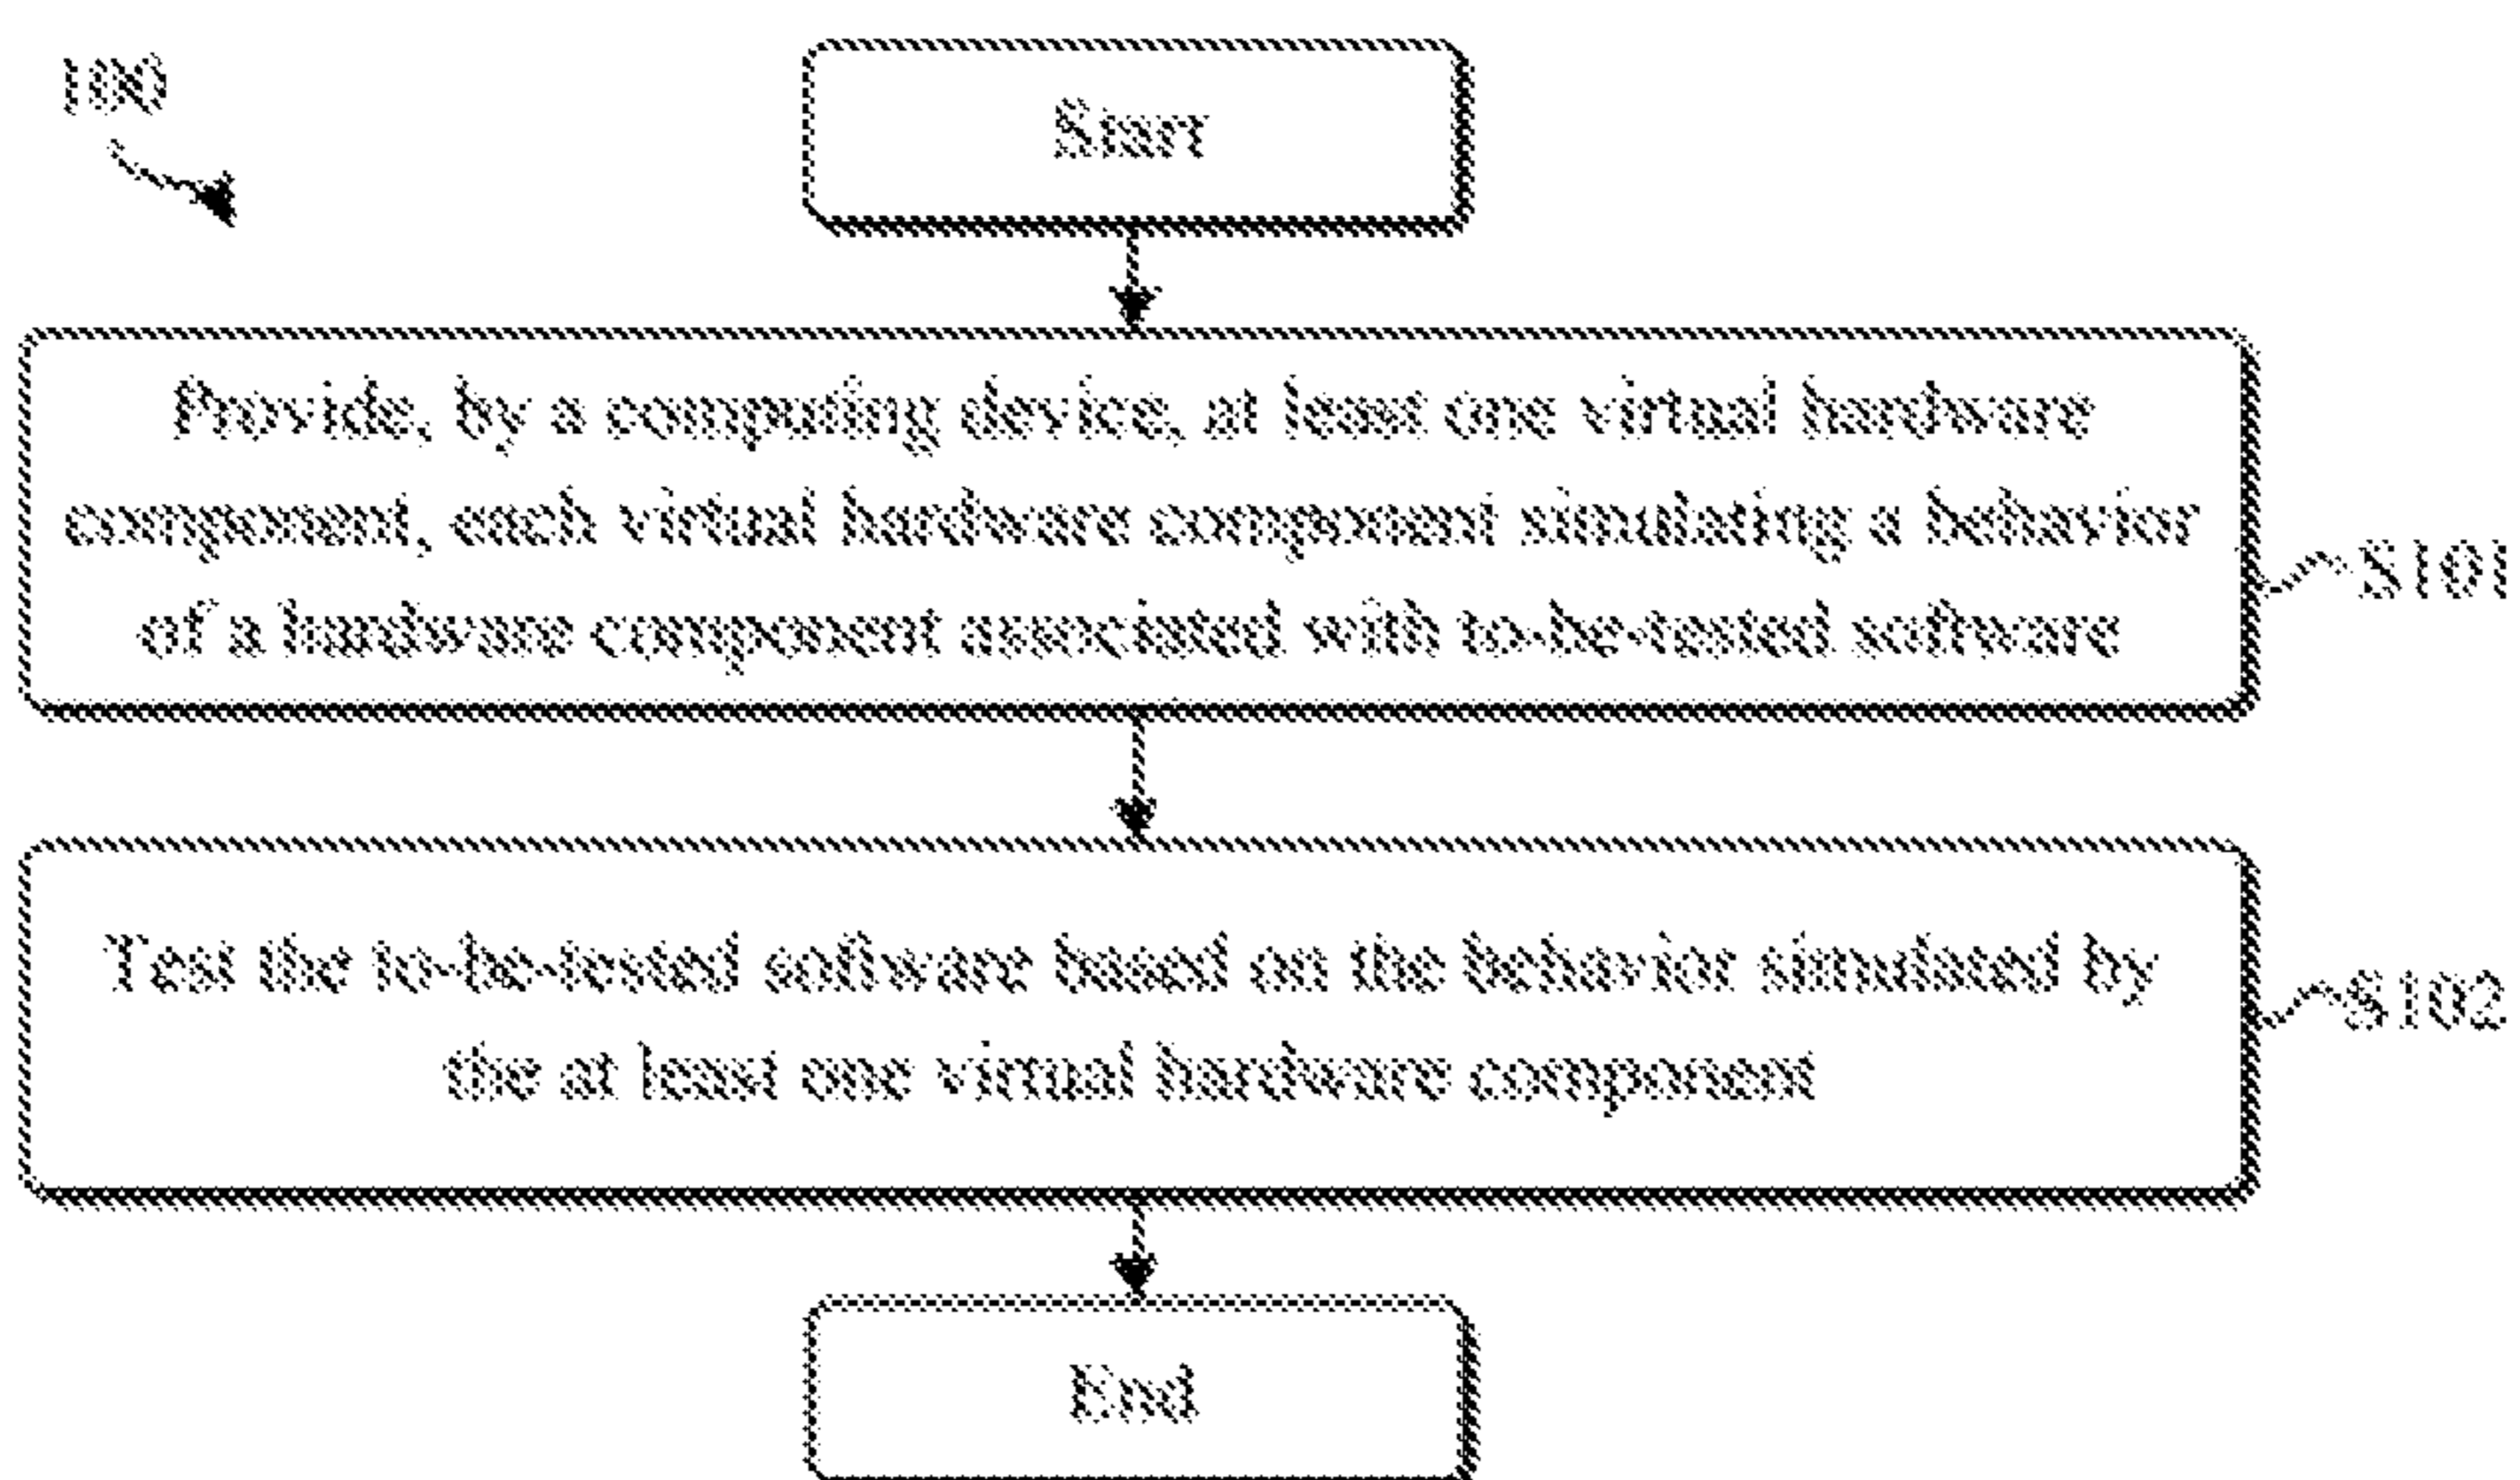 100
Start
Provide, by a computing device, at least one virtual hardware
component, each virtual hardware component simulating a behavior
of a hardware component associated with to-be-tested software
S101
Test the to-be-tested software based on the behavior simulated by
the at least one virtual hardware component
S102
End